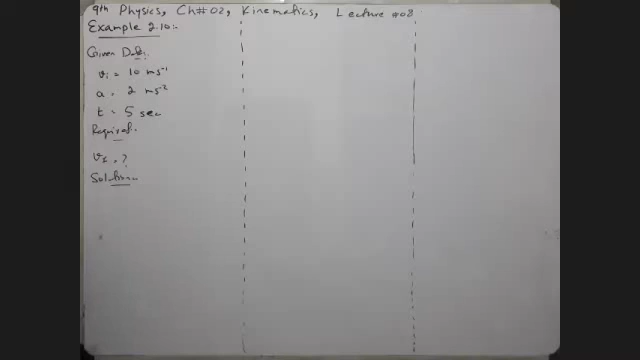 9th Physics, Ch#02, Kinematics, Lecture #08
Example 2.10:-
Given Data:
vi = 10 ms⁻¹
a = 2 ms⁻²
t = 5 sec
Required:
vf = ?
Solution: